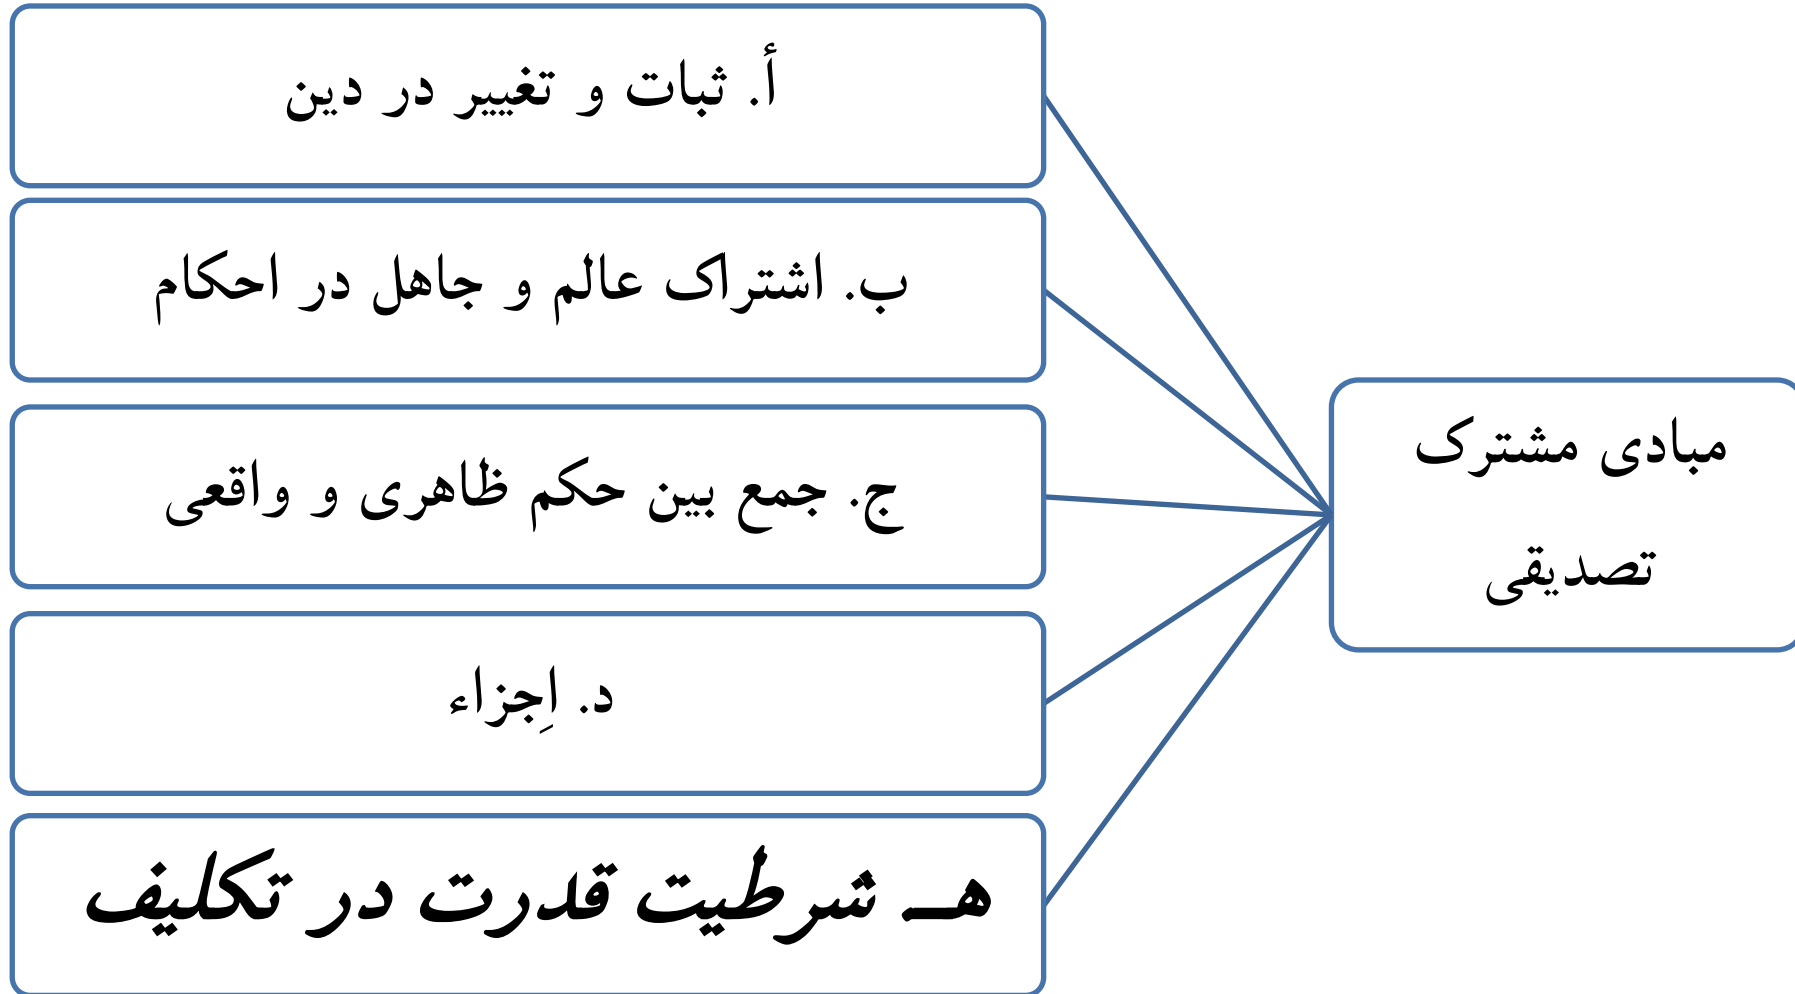 مبادی مشترک
تصدیقی
أ. ثبات و تغییر در دین
ب. اشتراک عالم و جاهل در احکام
ج. جمع بین حکم ظاهری و واقعی
د. اِجزاء
هـ شرطیت قدرت در تکلیف